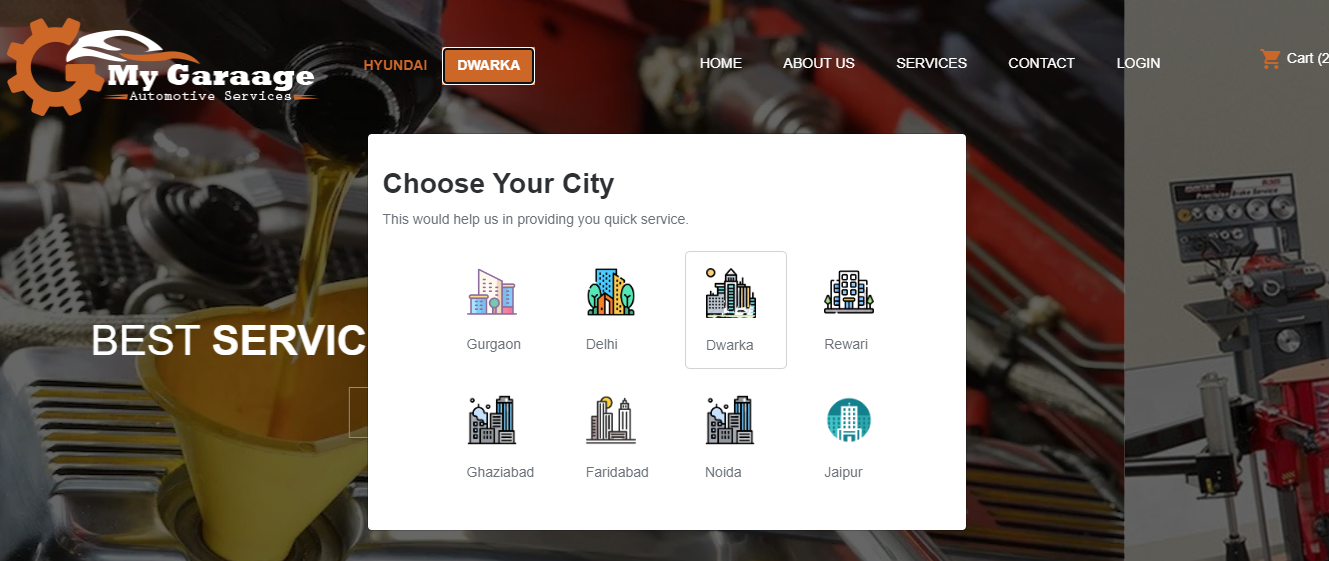 My Garaage
Automotive Services
HYUNDAI
DWARKA
HOME
ABOUT US
SERVICES
CONTACT
LOGIN
Cart (2
Choose Your City
This would help us in providing you quick service.
Gurgaon
Delhi
Dwarka
Rewari
Ghaziabad
Faridabad
Noida
Jaipur
BEST SERVIC